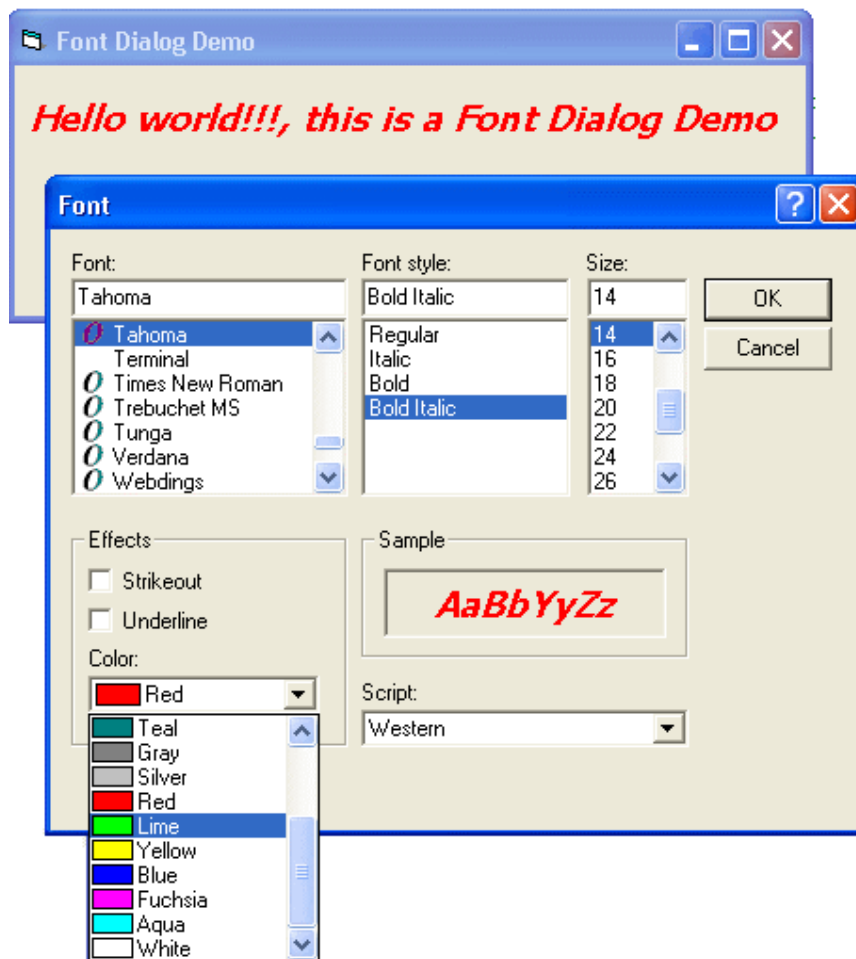 Font Dialog Demo
Hello world!!!, this is a Font Dialog Demo
Font
Font:
Tahoma
Tahoma
Terminal
Times New Roman
Trebuchet MS
Tunga
Verdana
Webdings
Font style:
Bold Italic
Regular
Italic
Bold
Bold Italic
Size:
14
14
16
18
20
22
24
26
OK
Cancel
Effects
Strikeout
Underline
Color:
Red
Teal
Gray
Silver
Red
Lime
Yellow
Blue
Fuchsia
Aqua
White
Sample
AaBbYyZz
Script:
Western